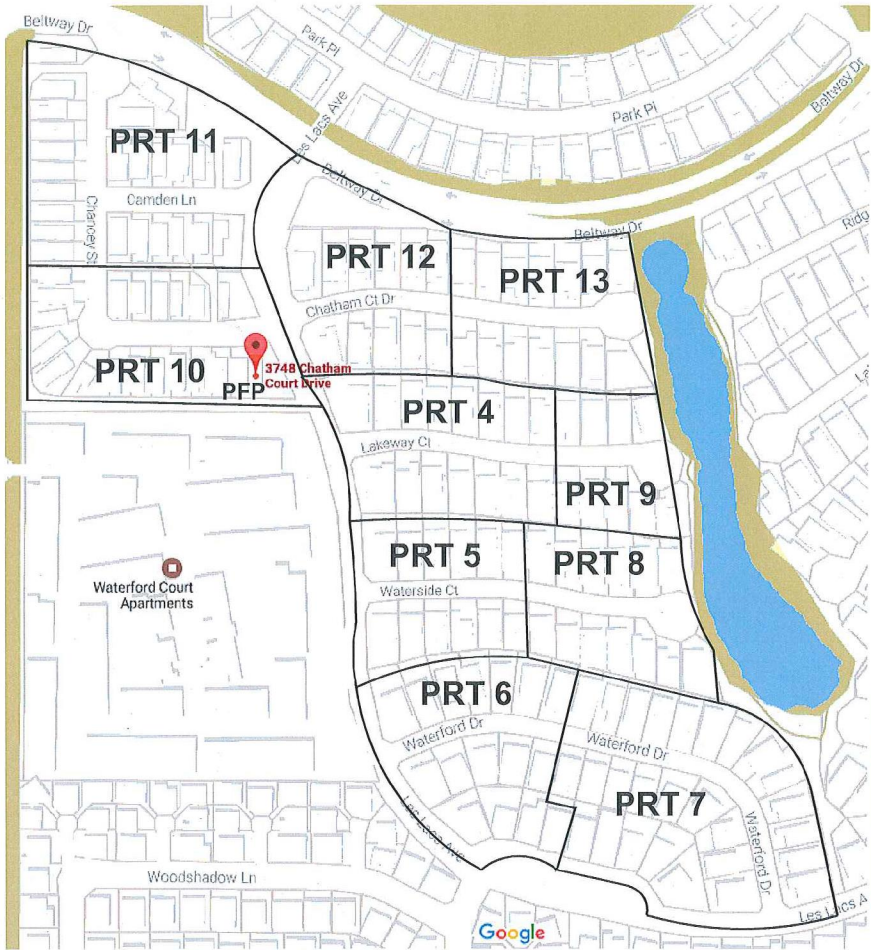 Beltway Dr
Park Pl
Les Lacs Ave
Park Pl
Beltway Dr
PRT 11
Camden Ln
Chancey St
Beltway Dr
Beltway Dr
PRT 12
PRT 13
Chatham Ct Dr
PRT 10
3748 Chatham
Court Drive
PFP
PRT 4
Lakeway Ct
PRT 9
PRT 5
PRT 8
Waterford Court
Apartments
Waterside Ct
PRT 6
Waterford Dr
Waterford Dr
PRT 7
Waterford Dr
Les Lacs Ave
Woodshadow Ln
Les Lacs A
Google